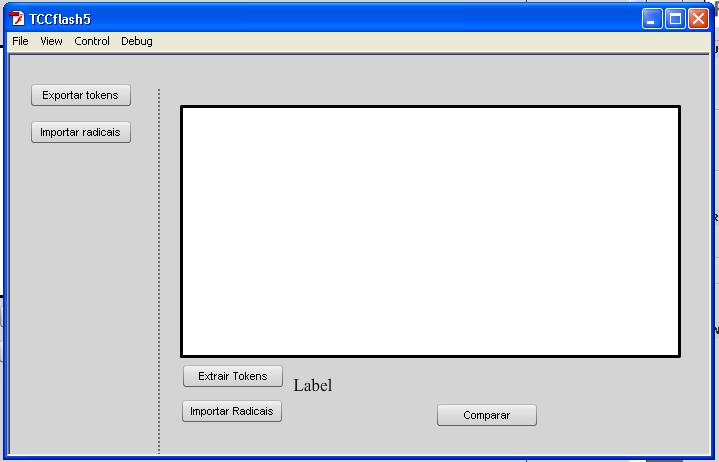 TCCflash5
File View Control Debug
Exportar tokens
Importar radicais
Extrair Tokens
Label
Importar Radicais
Comparar